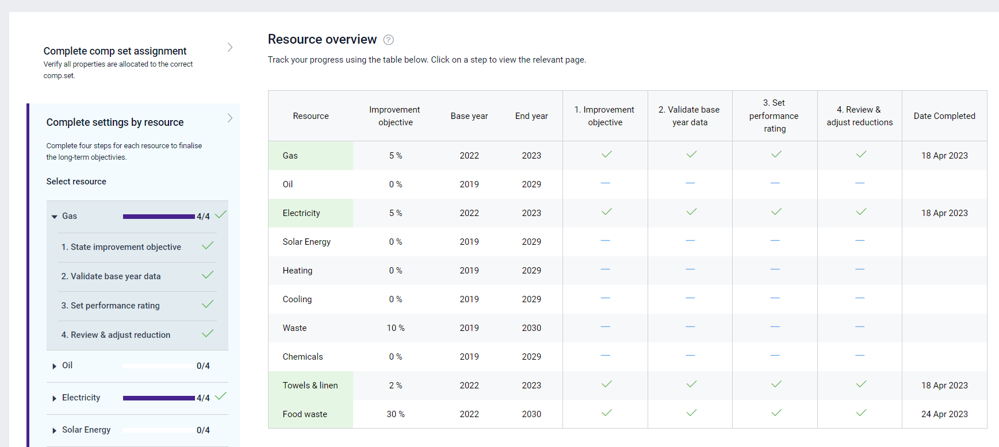 Complete comp set assignment
Verify all properties are allocated to the correct
comp.set.
Complete settings by resource
Complete four steps for each resource to finalise
the long-term objectivies.
Select resource
Gas 4/4
1. State improvement objective
2. Validate base year data
3. Set performance rating
4. Review & adjust reduction
Oil 0/4
Electricity 4/4
Solar Energy 0/4
Resource overview ?
Track your progress using the table below. Click on a step to view the relevant page.
Resource
Improvement
objective
Base year
End year
1. Improvement
objective
2. Validate base
year data
3. Set
performance
rating
4. Review &
adjust reductions
Date Completed
Gas 5 % 2022 2023 18 Apr 2023
Oil 0 % 2019 2029
Electricity 5 % 2022 2023 18 Apr 2023
Solar Energy 0 % 2019 2029
Heating 0 % 2019 2029
Cooling 0 % 2019 2029
Waste 10 % 2019 2030
Chemicals 0 % 2019 2029
Towels & linen 2 % 2022 2023 18 Apr 2023
Food waste 30 % 2022 2030 24 Apr 2023